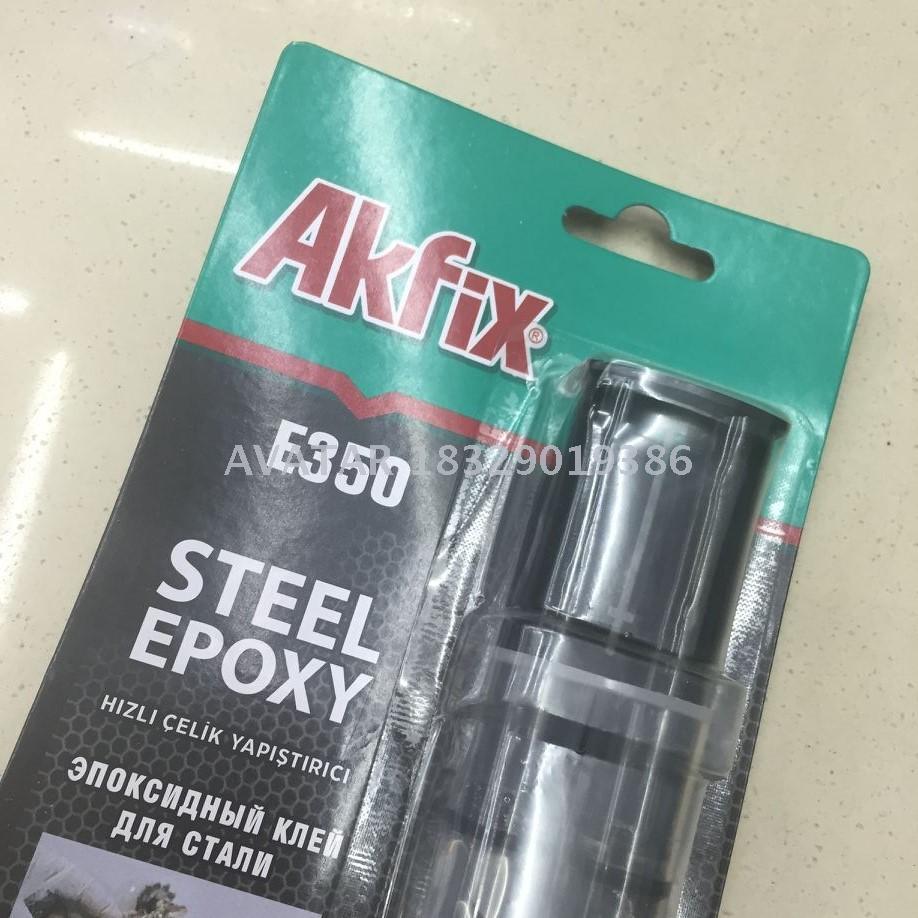 Akfix®
E350
AVATAR 18329019386
STEEL
EPOXY
HIZLI ÇELİK YAPIŞTIRICI
ЭПОКСИДНЫЙ КЛЕЙ
ДЛЯ СТАЛИ